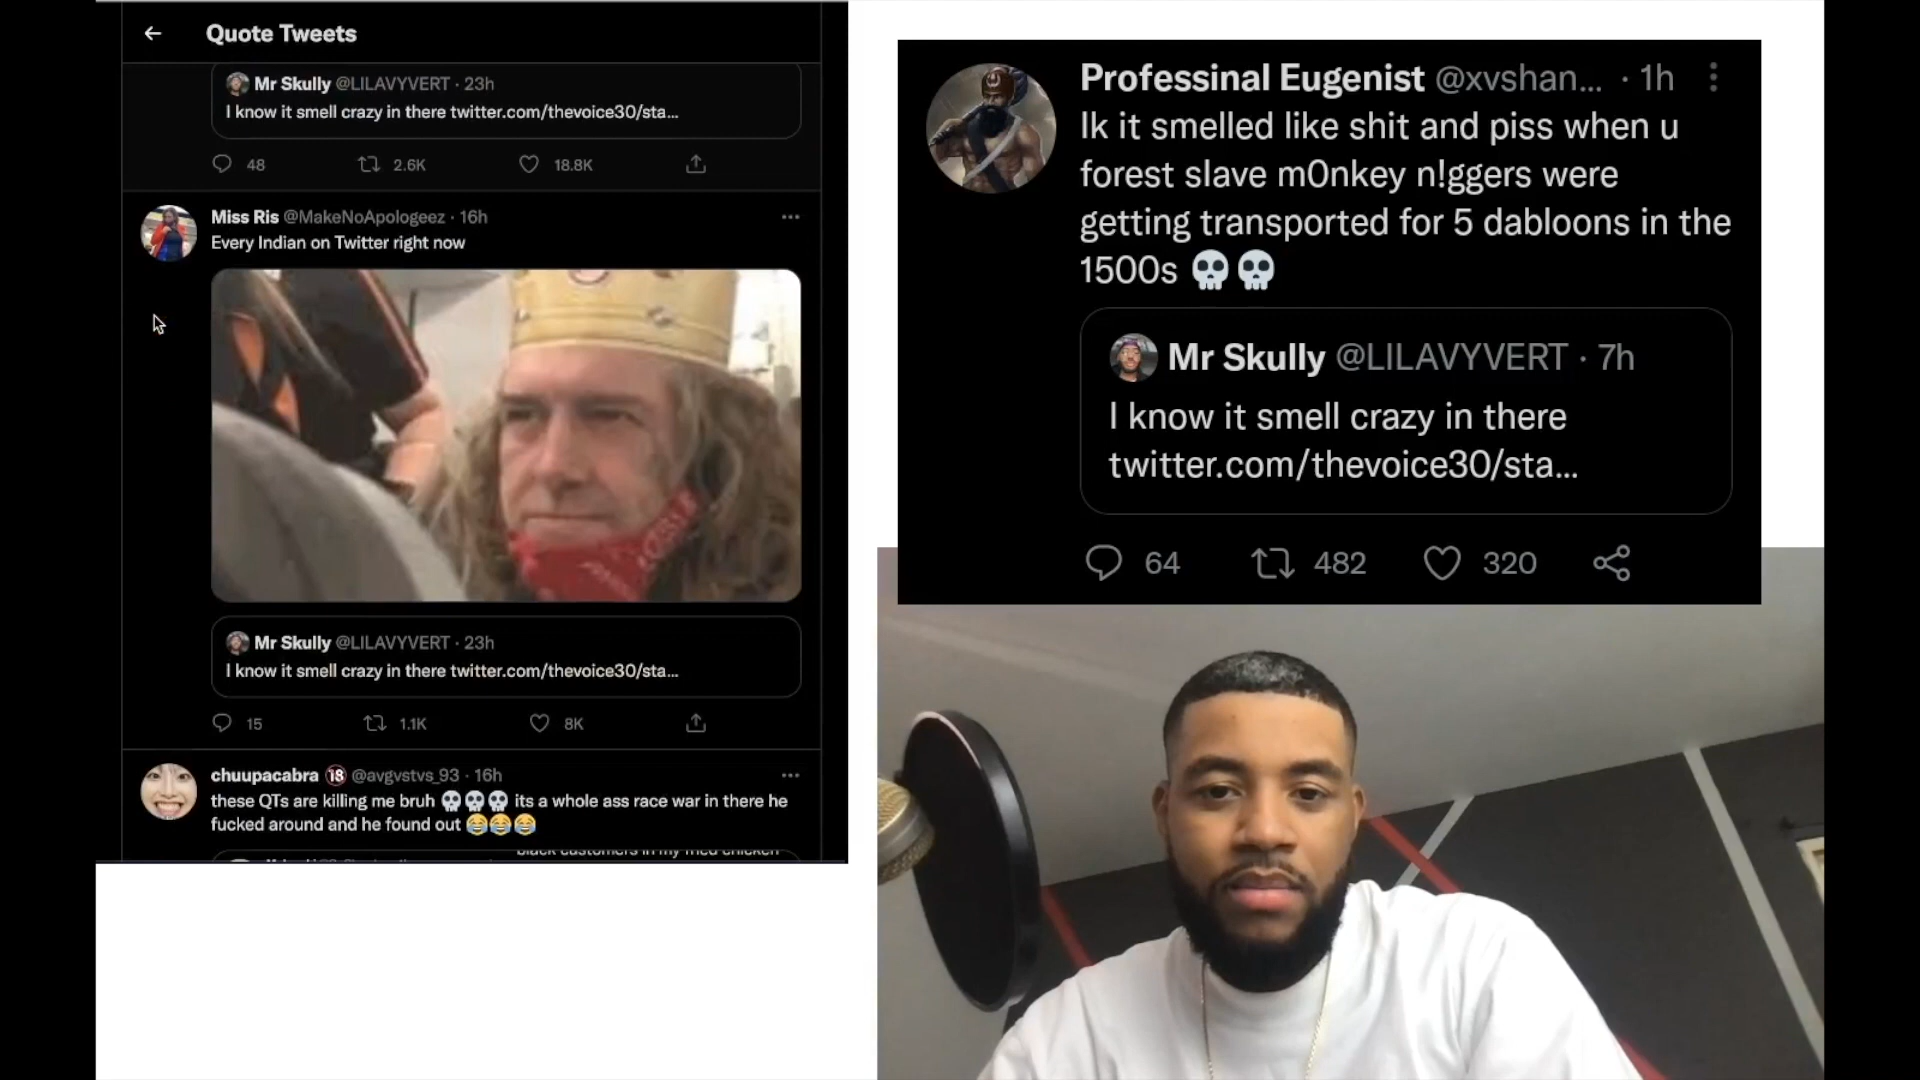 Quote Tweets
Mr Skully @LILAVYVERT · 23h
I know it smell crazy in there twitter.com/thevoice30/sta...
48 2.6K 18.8K
Miss Ris @MakeNoApologeez · 16h
Every Indian on Twitter right now
Mr Skully @LILAVYVERT · 23h
I know it smell crazy in there twitter.com/thevoice30/sta...
15 1.1K 8K
chuupacabra 🔞 @avgvstvs_93 · 16h
these QTs are killing me bruh 💀💀💀 its a whole ass race war in there he
fucked around and he found out 😂😂😂
black customers in my fried chicken
Professinal Eugenist @xvshan... · 1h
Ik it smelled like shit and piss when u
forest slave m0nkey n!ggers were
getting transported for 5 dabloons in the
1500s 💀💀
Mr Skully @LILAVYVERT · 7h
I know it smell crazy in there
twitter.com/thevoice30/sta...
64 482 320